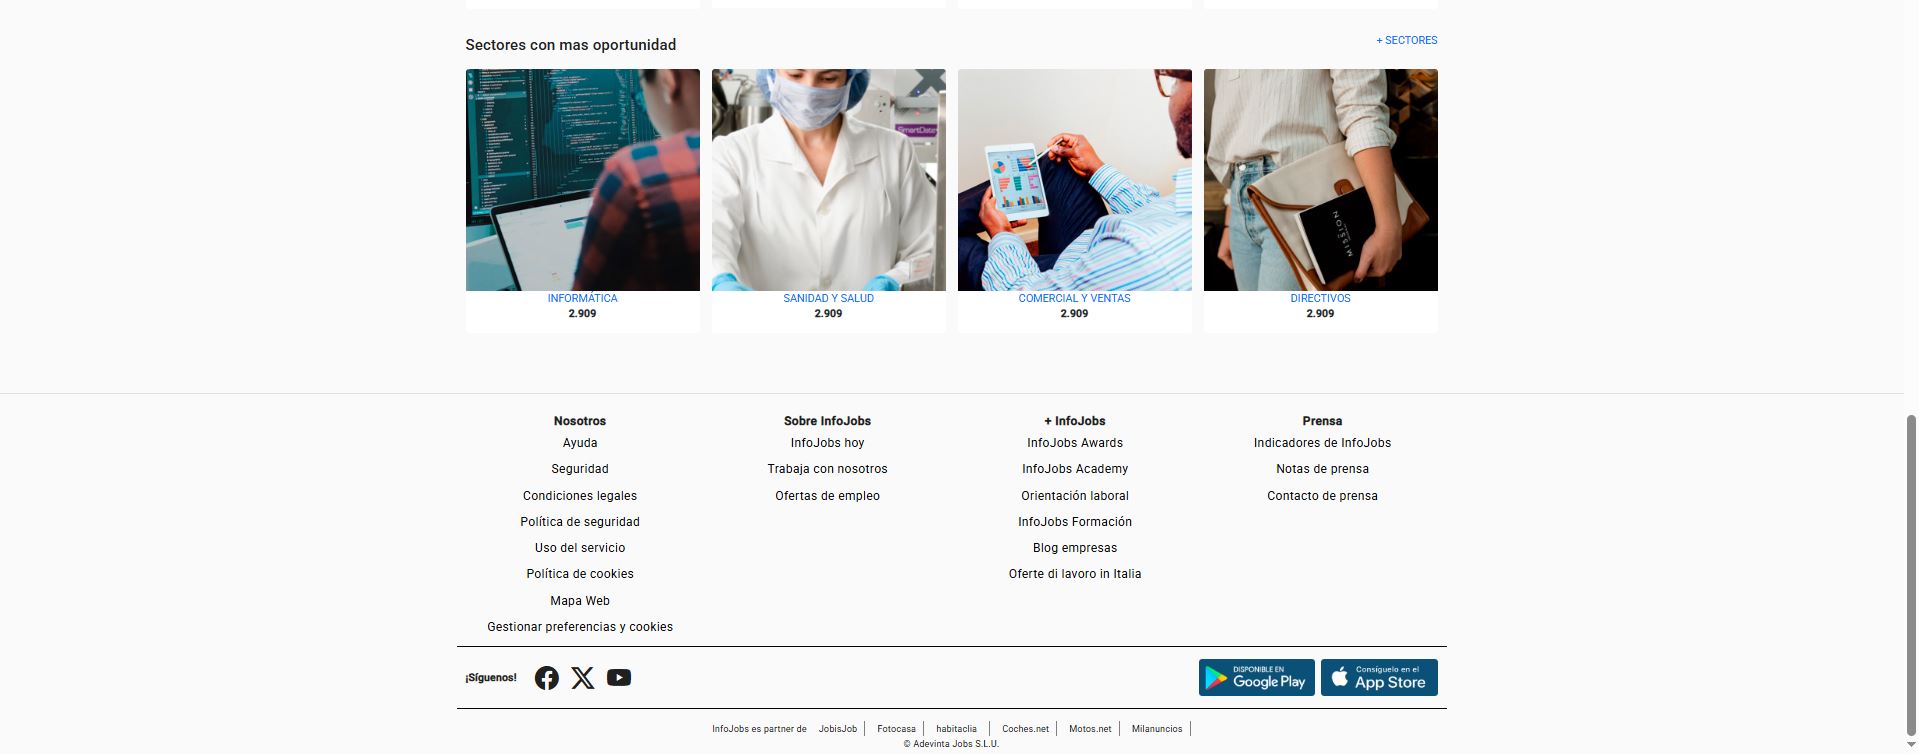 Sectores con mas oportunidad
+ SECTORES
SmartDate
MISSION
INFORMÁTICA
2.909
SANIDAD Y SALUD
2.909
COMERCIAL Y VENTAS
2.909
DIRECTIVOS
2.909
Nosotros
Ayuda
Seguridad
Condiciones legales
Política de seguridad
Uso del servicio
Política de cookies
Mapa Web
Gestionar preferencias y cookies
Sobre InfoJobs
InfoJobs hoy
Trabaja con nosotros
Ofertas de empleo
+ InfoJobs
InfoJobs Awards
InfoJobs Academy
Orientación laboral
InfoJobs Formación
Blog empresas
Oferte di lavoro in Italia
Prensa
Indicadores de InfoJobs
Notas de prensa
Contacto de prensa
¡Síguenos!
DISPONIBLE EN
Google Play
Consíguelo en el
App Store
InfoJobs es partner de JobisJob Fotocasa habitaclia Coches.net Motos.net Milanuncios
© Adevinta Jobs S.L.U.